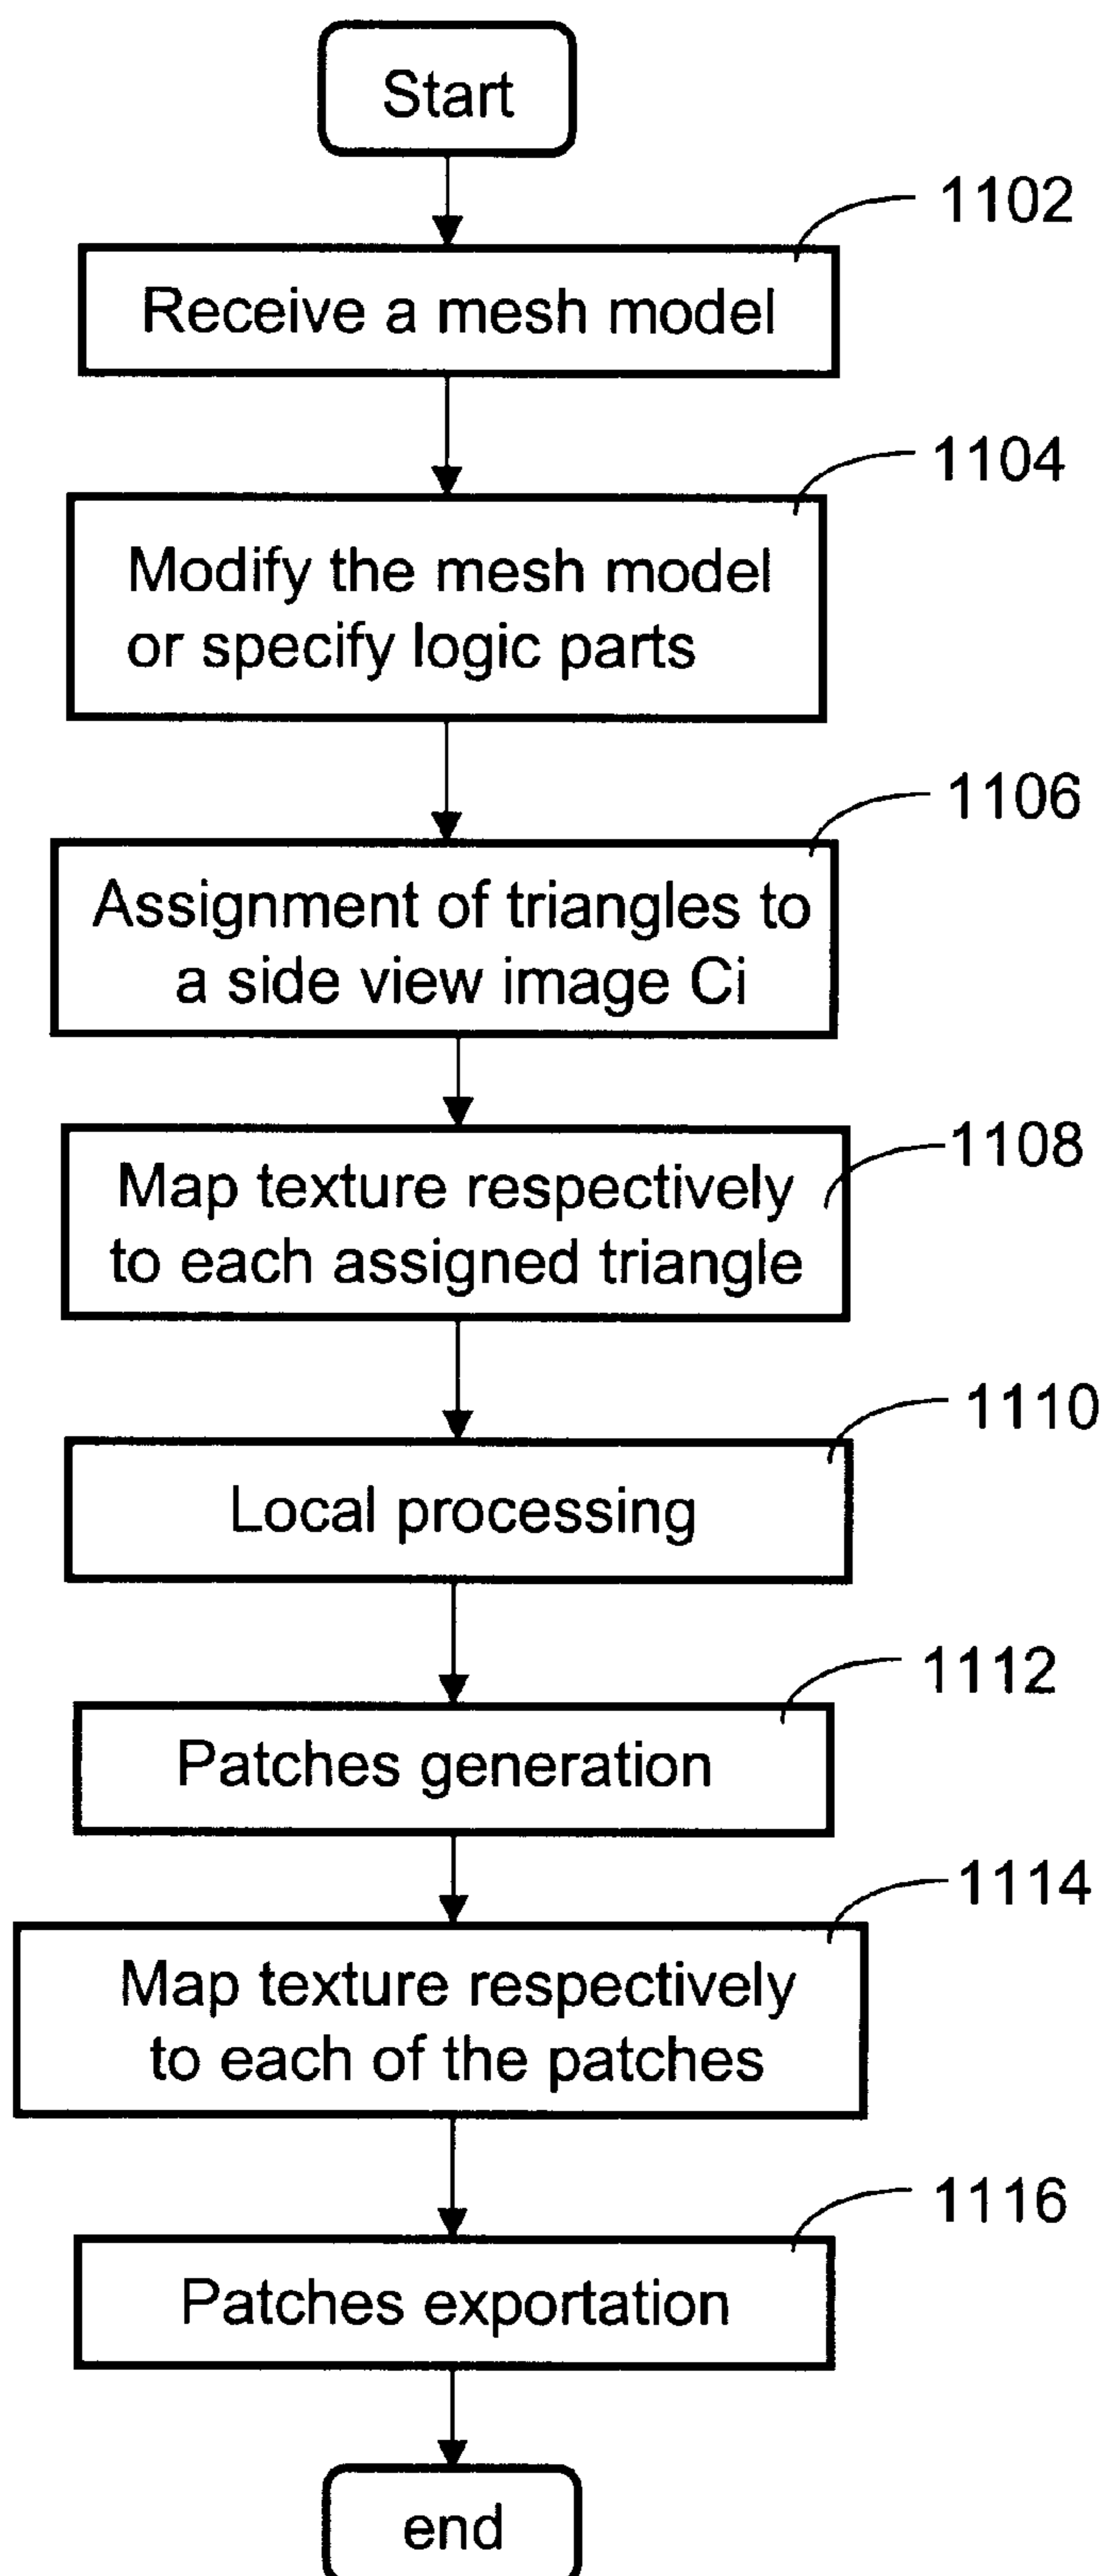 Start
1102
Receive a mesh model
1104
Modify the mesh model
or specify logic parts
1106
Assignment of triangles to
a side view image Ci
1108
Map texture respectively
to each assigned triangle
1110
Local processing
1112
Patches generation
1114
Map texture respectively
to each of the patches
1116
Patches exportation
end